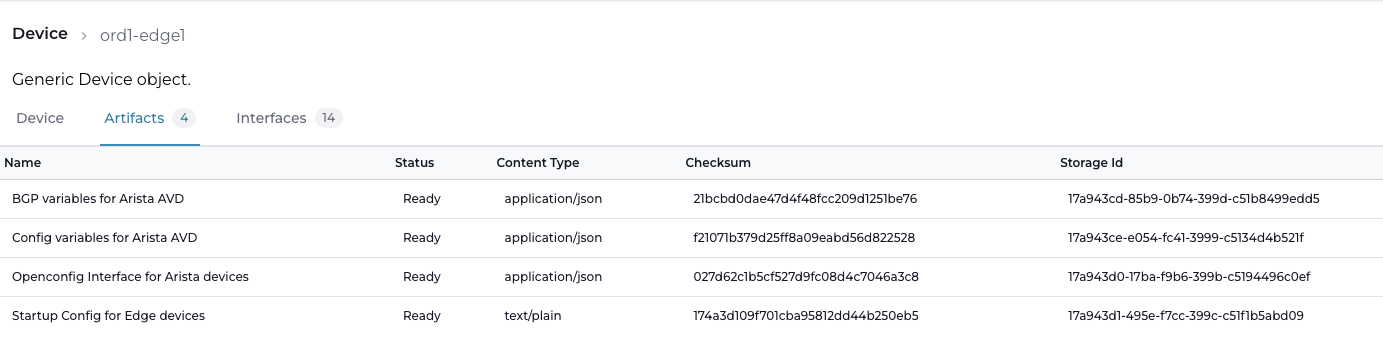 Device > ord1-edge1
Generic Device object.
Device Artifacts 4 Interfaces 14
Name Status Content Type Checksum Storage Id
BGP variables for Arista AVD Ready application/json 21bcbd0dae47d4f48fcc209d1251be76 17a943cd-85b9-0b74-399d-c51b8499edd5
Config variables for Arista AVD Ready application/json f21071b379d25ff8a09eabd56d822528 17a943ce-e054-fc41-3999-c5134d4b521f
Openconfig Interface for Arista devices Ready application/json 027d62c1b5cf527d9fc08d4c7046a3c8 17a943d0-17ba-f9b6-399b-c5194496c0ef
Startup Config for Edge devices Ready text/plain 174a3d109f701cba95812dd44b250eb5 17a943d1-495e-f7cc-399c-c51f1b5abd09